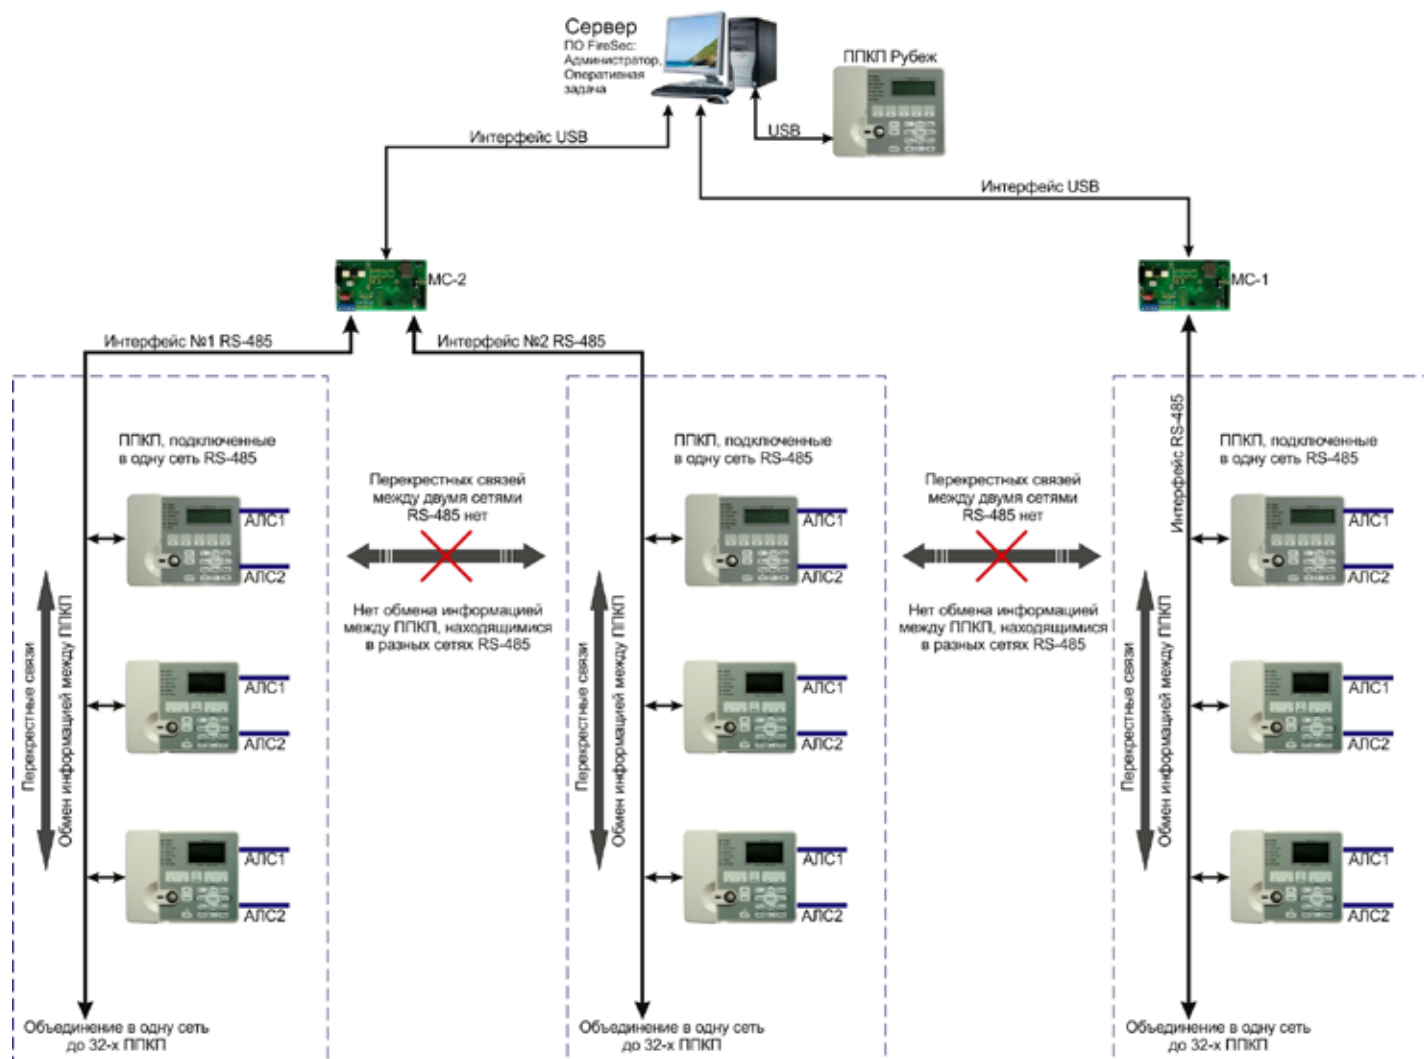 Сервер
ПО FireSec:
Администратор,
Оперативная
задача
ППКП Рубеж
USB
Интерфейс USB
Интерфейс USB
МС-2
МС-1
Интерфейс №1 RS-485
Интерфейс №2 RS-485
Интерфейс RS-485
ППКП, подключенные
в одну сеть RS-485
АЛС1
АЛС2
АЛС1
АЛС2
АЛС1
АЛС2
Перекрестные связи
Обмен информацией между ППКП
Объединение в одну сеть
до 32-х ППКП
Перекрестных связей
между двумя сетями
RS-485 нет
Нет обмена информацией
между ППКП, находящимися
в разных сетях RS-485
ППКП, подключенные
в одну сеть RS-485
АЛС1
АЛС2
АЛС1
АЛС2
АЛС1
АЛС2
Перекрестные связи
Обмен информацией между ППКП
Объединение в одну сеть
до 32-х ППКП
Перекрестных связей
между двумя сетями
RS-485 нет
Нет обмена информацией
между ППКП, находящимися
в разных сетях RS-485
ППКП, подключенные
в одну сеть RS-485
АЛС1
АЛС2
АЛС1
АЛС2
АЛС1
АЛС2
Перекрестные связи
Обмен информацией между ППКП
Объединение в одну сеть
до 32-х ППКП